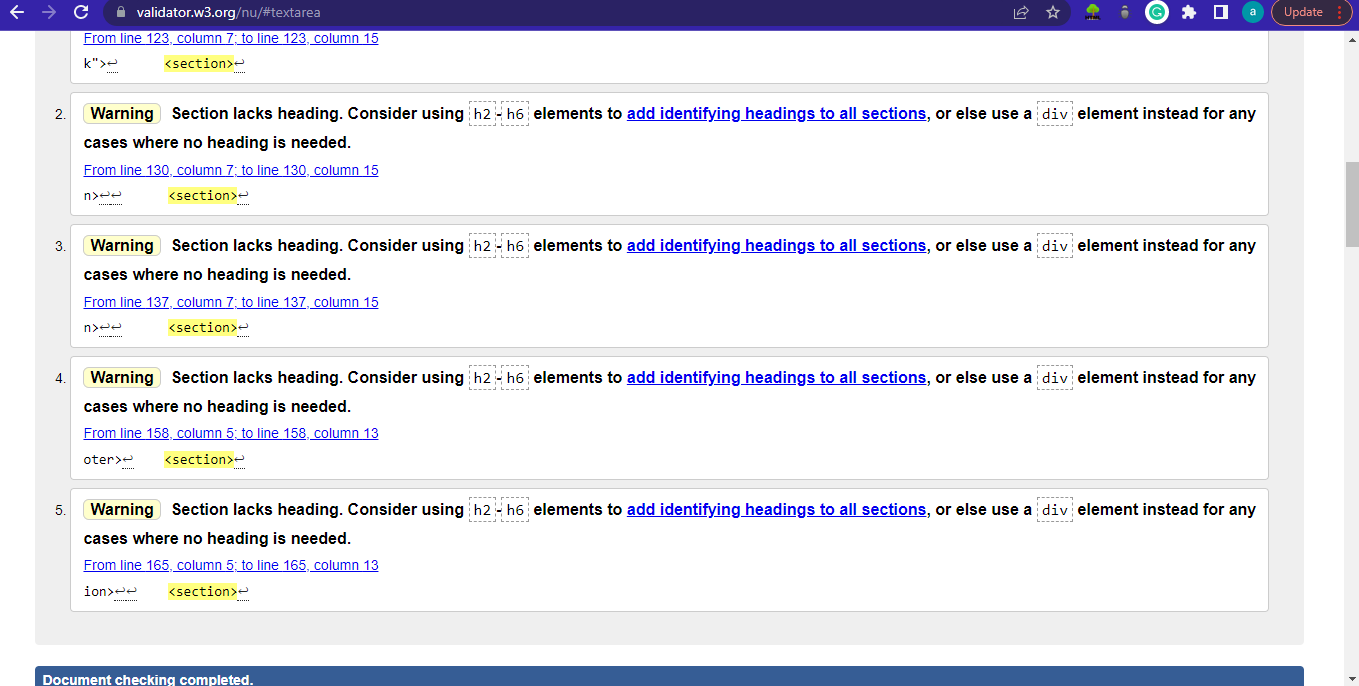 validator.w3.org/nu/#textarea
a
Update
From line 123, column 7; to line 123, column 15
k">↩ <section>↩
2. Warning Section lacks heading. Consider using h2-h6 elements to add identifying headings to all sections, or else use a div element instead for any
cases where no heading is needed.
From line 130, column 7; to line 130, column 15
n>↩↩ <section>↩
3. Warning Section lacks heading. Consider using h2-h6 elements to add identifying headings to all sections, or else use a div element instead for any
cases where no heading is needed.
From line 137, column 7; to line 137, column 15
n>↩↩ <section>↩
4. Warning Section lacks heading. Consider using h2-h6 elements to add identifying headings to all sections, or else use a div element instead for any
cases where no heading is needed.
From line 158, column 5; to line 158, column 13
oter>↩ <section>↩
5. Warning Section lacks heading. Consider using h2-h6 elements to add identifying headings to all sections, or else use a div element instead for any
cases where no heading is needed.
From line 165, column 5; to line 165, column 13
ion>↩↩ <section>↩
Document checking completed.